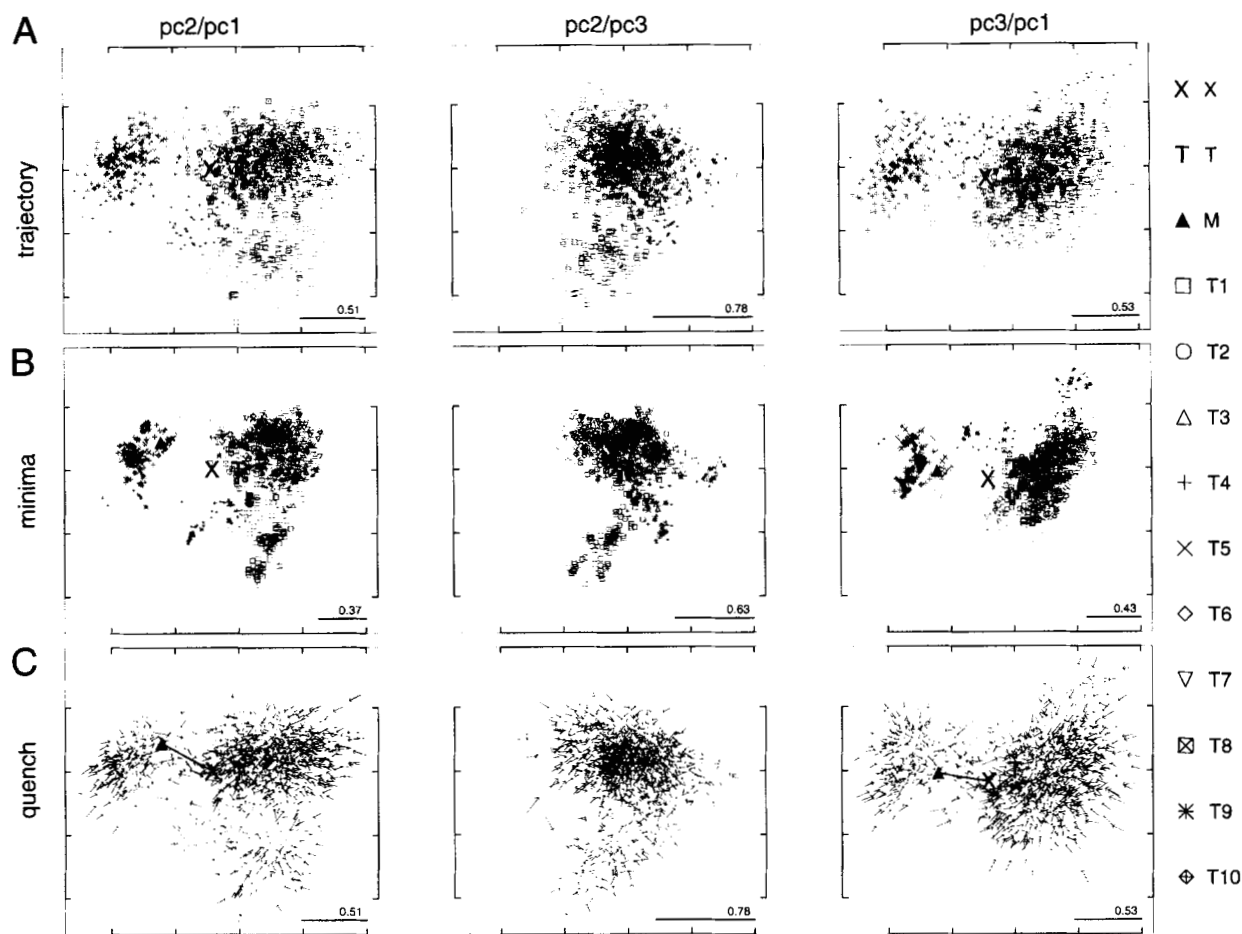 A
pc2/pc1
pc2/pc3
pc3/pc1
trajectory
0.51
0.78
0.53
B
minima
0.37
0.63
0.43
C
quench
0.51
0.78
0.53
X x
T T
M
T1
T2
T3
T4
T5
T6
T7
T8
T9
T10